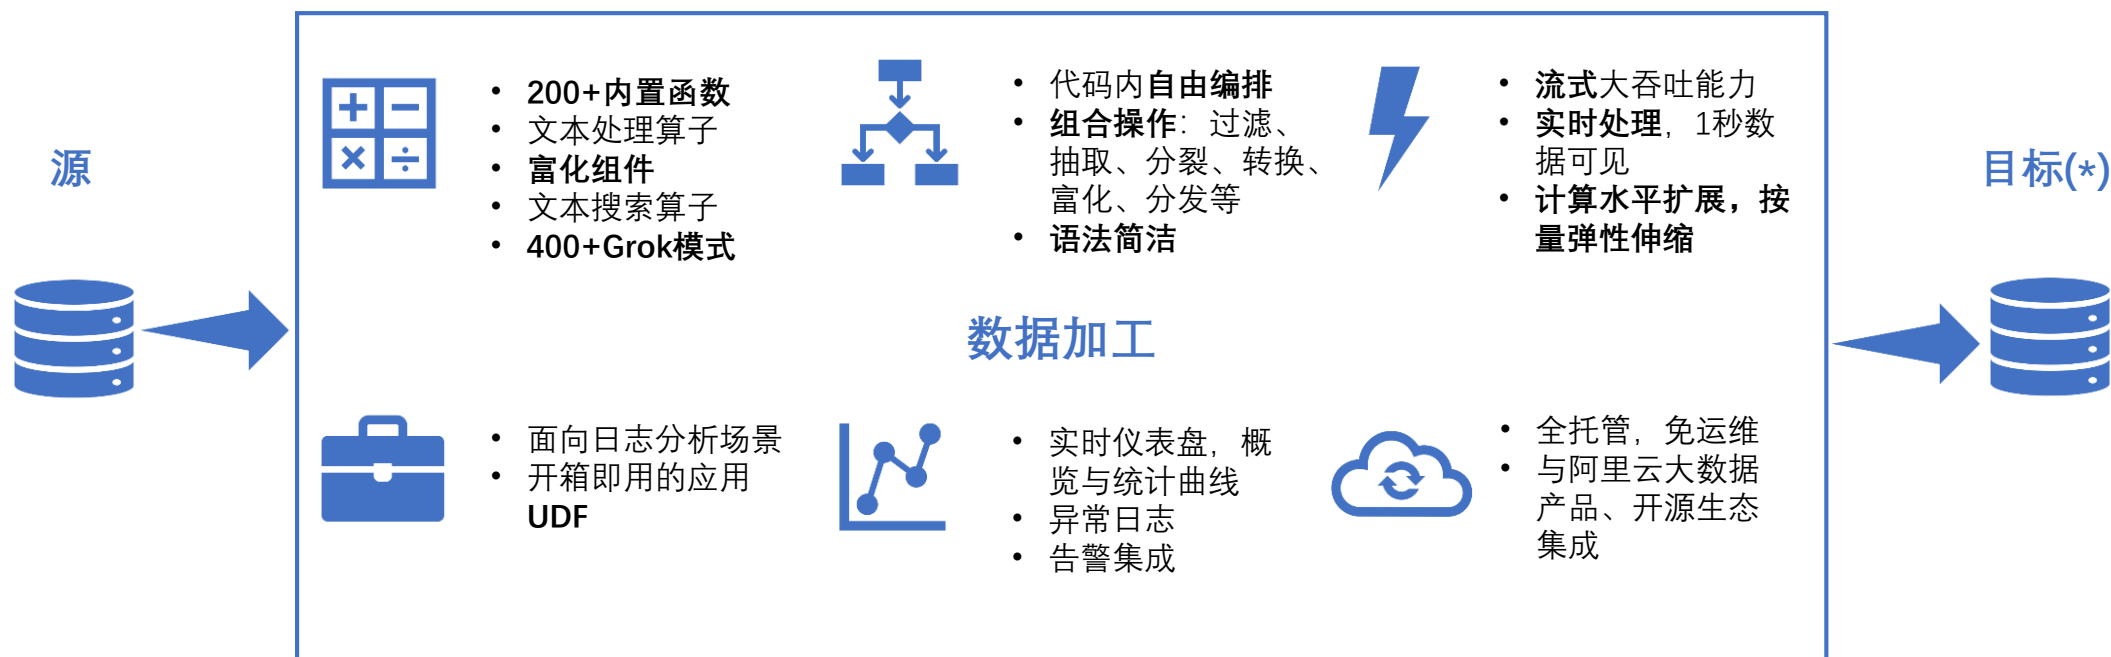 源
• 200+内置函数
• 文本处理算子
• 富化组件
• 文本搜索算子
• 400+Grok模式
• 代码内自由编排
• 组合操作：过滤、
抽取、分裂、转换、
富化、分发等
• 语法简洁
• 流式大吞吐能力
• 实时处理，1秒数
据可见
• 计算水平扩展，按
量弹性伸缩
目标(*)
数据加工
• 面向日志分析场景
• 开箱即用的应用
UDF
• 实时仪表盘，概
览与统计曲线
• 异常日志
• 告警集成
• 全托管，免运维
• 与阿里云大数据
产品、开源生态
集成